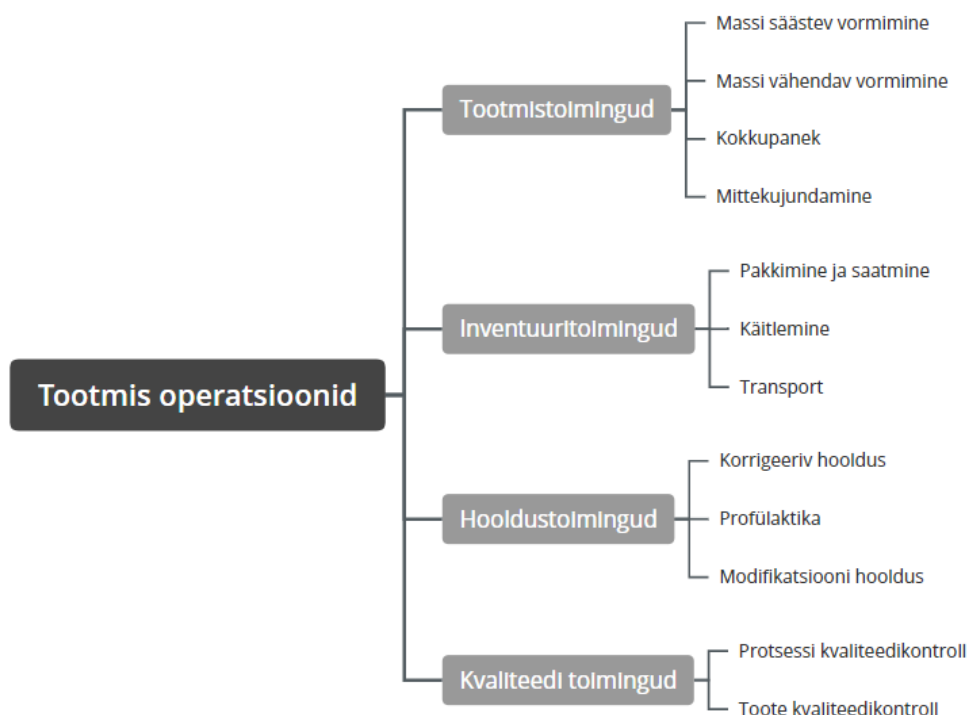 Tootmis operatsioonid
Tootmistoimingud
Massi säästev vormimine
Massi vähendav vormimine
Kokkupanek
Mittekujundamine
Inventuuritoimingud
Pakkimine ja saatmine
Käitlemine
Transport
Hooldustoimingud
Korrigeeriv hooldus
Profülaktika
Modifikatsiooni hooldus
Kvaliteedi toimingud
Protsessi kvaliteedikontroll
Toote kvaliteedikontroll